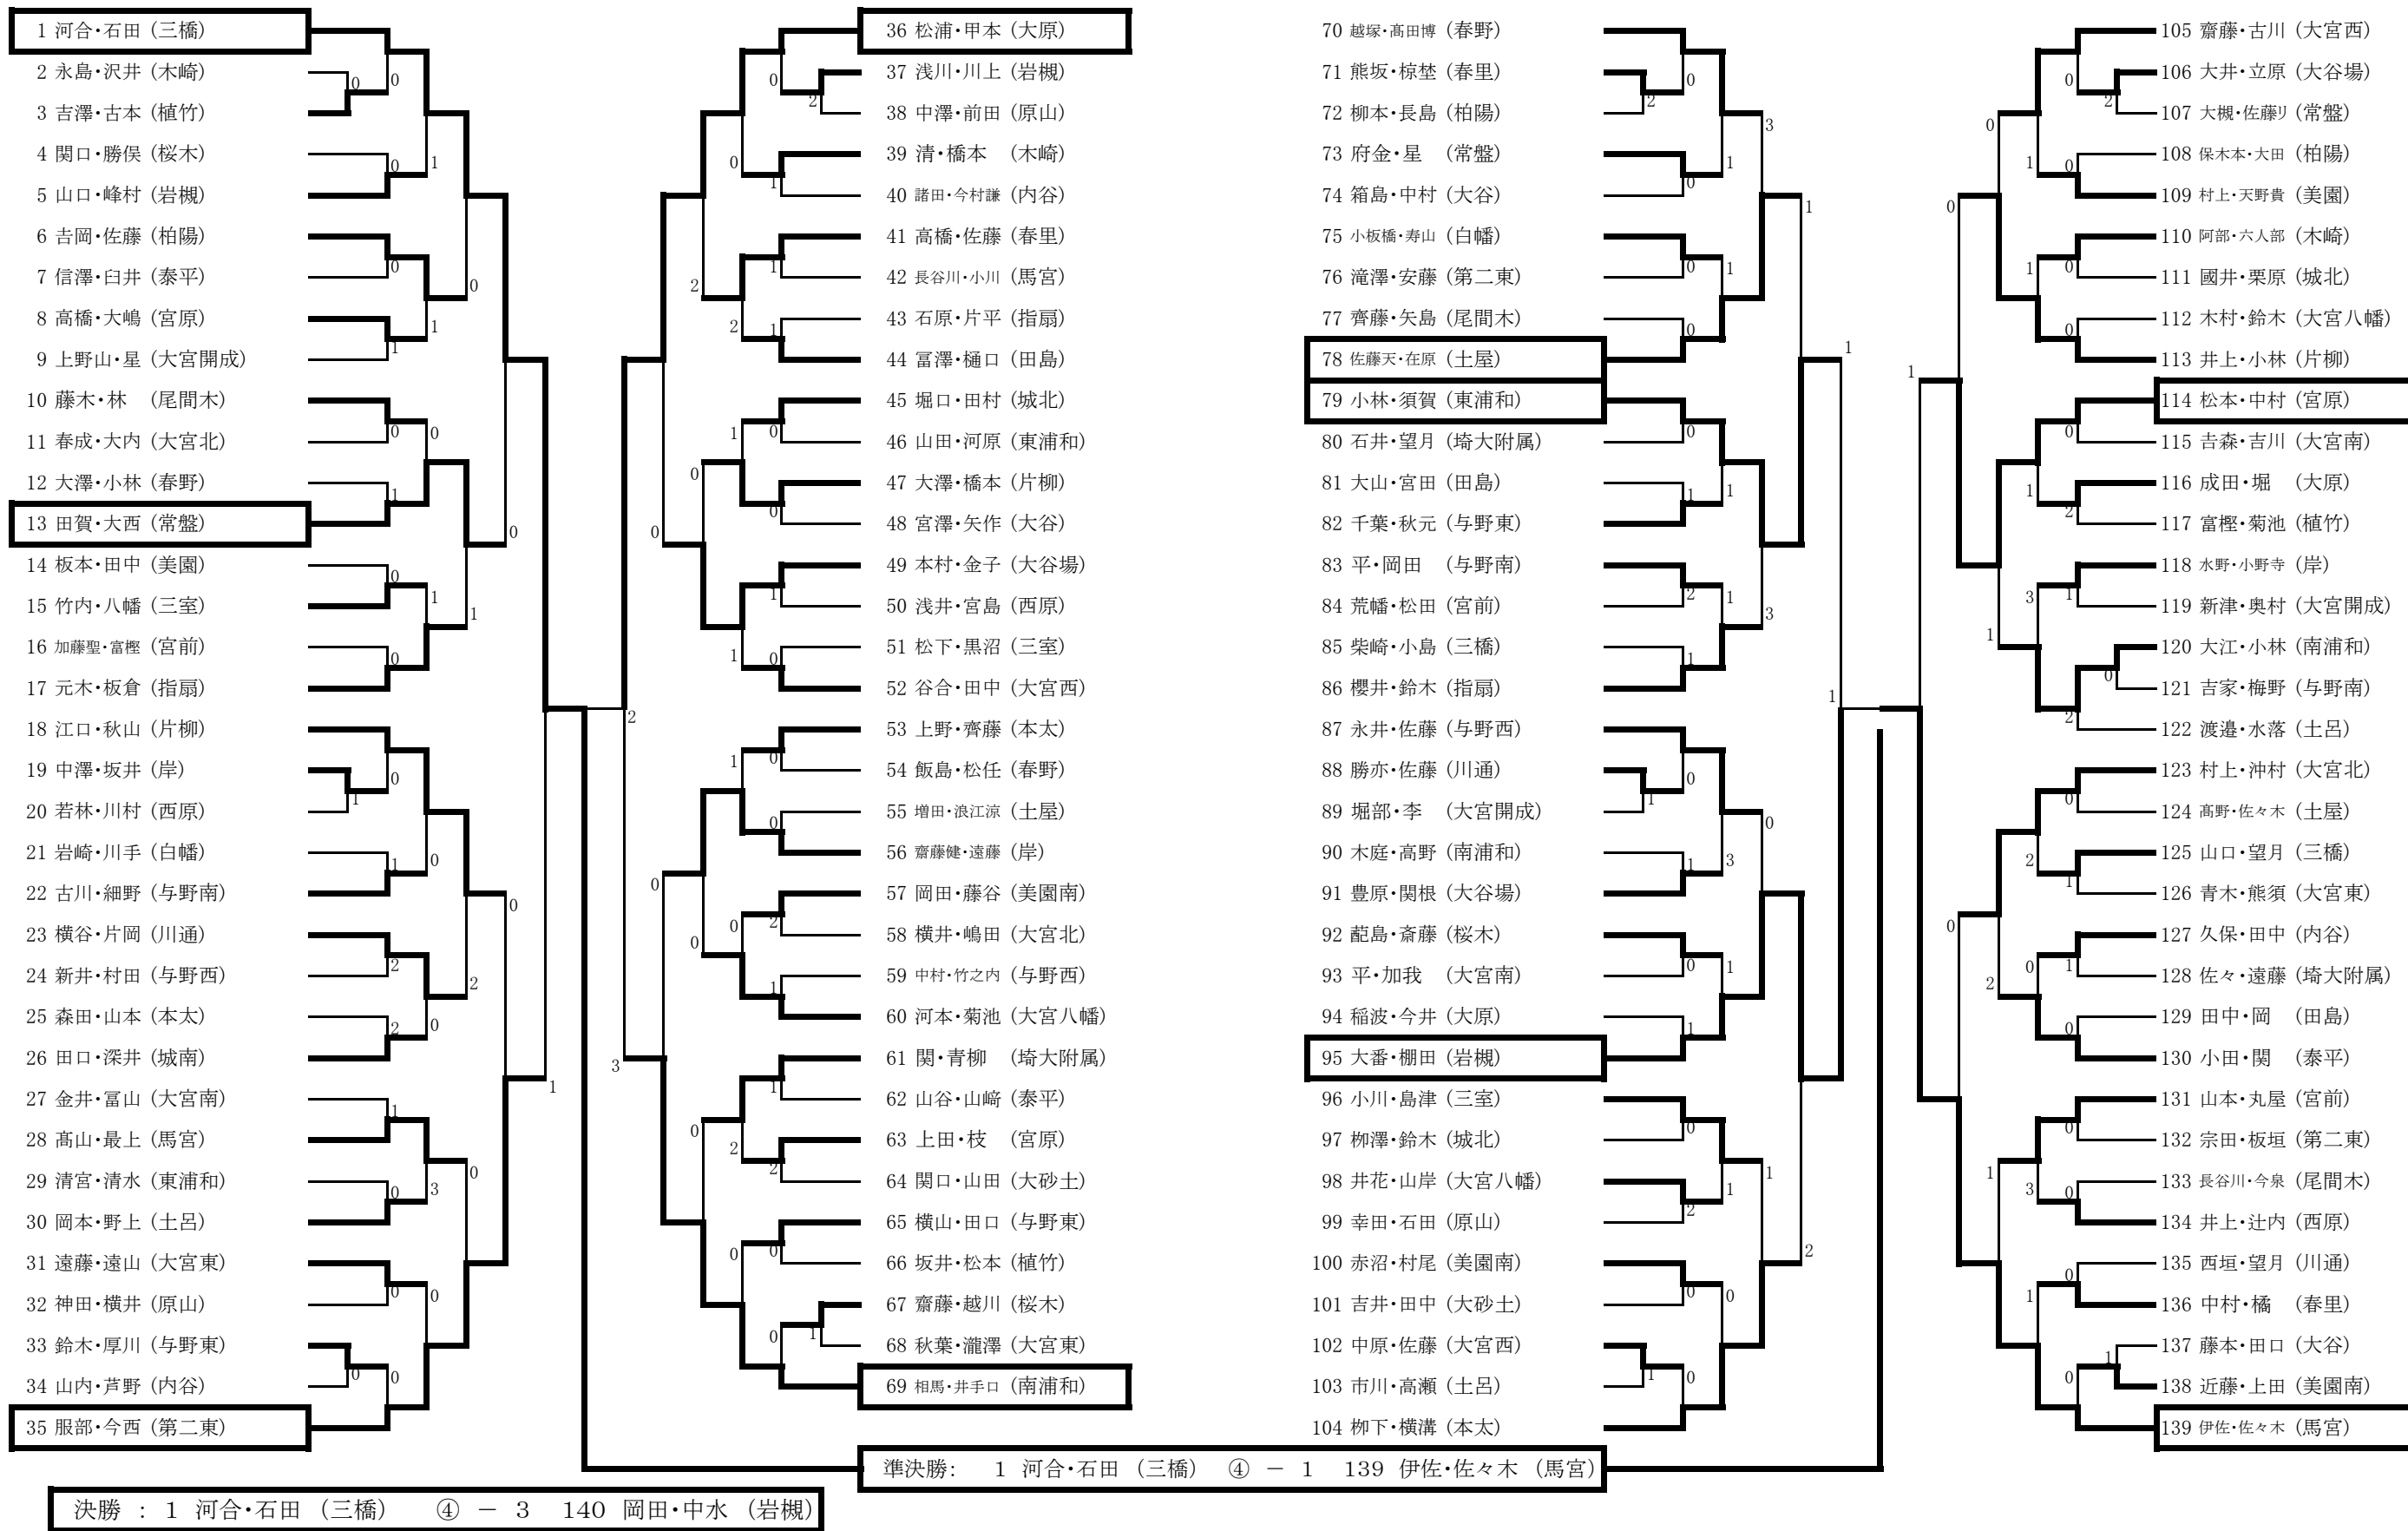 1 河合・石田 (三橋)
2 永島・沢井 (木崎)
3 吉澤・古本 (植竹)
4 関口・勝俣 (桜木)
5 山口・峰村 (岩槻)
6 吉岡・佐藤 (柏陽)
7 信澤・臼井 (泰平)
8 高橋・大嶋 (宮原)
9 上野山・星 (大宮開成)
10 藤木・林 (尾間木)
11 春成・大内 (大宮北)
12 大澤・小林 (春野)
13 田賀・大西 (常盤)
14 板本・田中 (美園)
15 竹内・八幡 (三室)
16 加藤聖・富樫 (宮前)
17 元木・板倉 (指扇)
18 江口・秋山 (片柳)
19 中澤・坂井 (岸)
20 若林・川村 (西原)
21 岩崎・川手 (白幡)
22 古川・細野 (与野南)
23 横谷・片岡 (川通)
24 新井・村田 (与野西)
25 森田・山本 (本太)
26 田口・深井 (城南)
27 金井・冨山 (大宮南)
28 髙山・最上 (馬宮)
29 清宮・清水 (東浦和)
30 岡本・野上 (土呂)
31 遠藤・遠山 (大宮東)
32 神田・横井 (原山)
33 鈴木・厚川 (与野東)
34 山内・芦野 (内谷)
35 服部・今西 (第二東)
36 松浦・甲本 (大原)
37 浅川・川上 (岩槻)
38 中澤・前田 (原山)
39 清・橋本 (木崎)
40 諸田・今村謙 (内谷)
41 高橋・佐藤 (春里)
42 長谷川・小川 (馬宮)
43 石原・片平 (指扇)
44 冨澤・樋口 (田島)
45 堀口・田村 (城北)
46 山田・河原 (東浦和)
47 大澤・橋本 (片柳)
48 宮澤・矢作 (大谷)
49 本村・金子 (大谷場)
50 浅井・宮島 (西原)
51 松下・黒沼 (三室)
52 谷合・田中 (大宮西)
53 上野・齊藤 (本太)
54 飯島・松任 (春野)
55 増田・浪江涼 (土屋)
56 齋藤健・遠藤 (岸)
57 岡田・藤谷 (美園南)
58 横井・嶋田 (大宮北)
59 中村・竹之内 (与野西)
60 河本・菊池 (大宮八幡)
61 関・青柳 (埼大附属)
62 山谷・山﨑 (泰平)
63 上田・枝 (宮原)
64 関口・山田 (大砂土)
65 横山・田口 (与野東)
66 坂井・松本 (植竹)
67 齋藤・越川 (桜木)
68 秋葉・瀧澤 (大宮東)
69 相馬・井手口 (南浦和)
70 越塚・髙田博 (春野)
71 熊坂・椋埜 (春里)
72 柳本・長島 (柏陽)
73 府金・星 (常盤)
74 箱島・中村 (大谷)
75 小板橋・寿山 (白幡)
76 滝澤・安藤 (第二東)
77 齊藤・矢島 (尾間木)
78 佐藤天・在原 (土屋)
79 小林・須賀 (東浦和)
80 石井・望月 (埼大附属)
81 大山・宮田 (田島)
82 千葉・秋元 (与野東)
83 平・岡田 (与野南)
84 荒幡・松田 (宮前)
85 柴崎・小島 (三橋)
86 櫻井・鈴木 (指扇)
87 永井・佐藤 (与野西)
88 勝亦・佐藤 (川通)
89 堀部・李 (大宮開成)
90 木庭・高野 (南浦和)
91 豊原・関根 (大谷場)
92 蓜島・斎藤 (桜木)
93 平・加我 (大宮南)
94 稲波・今井 (大原)
95 大番・棚田 (岩槻)
96 小川・島津 (三室)
97 栁澤・鈴木 (城北)
98 井花・山岸 (大宮八幡)
99 幸田・石田 (原山)
100 赤沼・村尾 (美園南)
101 吉井・田中 (大砂土)
102 中原・佐藤 (大宮西)
103 市川・高瀬 (土呂)
104 栁下・横溝 (本太)
105 齋藤・古川 (大宮西)
106 大井・立原 (大谷場)
107 大槻・佐藤リ (常盤)
108 保木本・大田 (柏陽)
109 村上・天野貴 (美園)
110 阿部・六人部 (木崎)
111 國井・栗原 (城北)
112 木村・鈴木 (大宮八幡)
113 井上・小林 (片柳)
114 松本・中村 (宮原)
115 吉森・吉川 (大宮南)
116 成田・堀 (大原)
117 富樫・菊池 (植竹)
118 水野・小野寺 (岸)
119 新津・奥村 (大宮開成)
120 大江・小林 (南浦和)
121 吉家・梅野 (与野南)
122 渡邉・水落 (土呂)
123 村上・沖村 (大宮北)
124 髙野・佐々木 (土屋)
125 山口・望月 (三橋)
126 青木・熊須 (大宮東)
127 久保・田中 (内谷)
128 佐々・遠藤 (埼大附属)
129 田中・岡 (田島)
130 小田・関 (泰平)
131 山本・丸屋 (宮前)
132 宗田・板垣 (第二東)
133 長谷川・今泉 (尾間木)
134 井上・辻内 (西原)
135 西垣・望月 (川通)
136 中村・橘 (春里)
137 藤本・田口 (大谷)
138 近藤・上田 (美園南)
139 伊佐・佐々木 (馬宮)
準決勝: 1 河合・石田 (三橋) ④ － 1 139 伊佐・佐々木 (馬宮)
決勝 : 1 河合・石田 (三橋) ④ － 3 140 岡田・中水 (岩槻)